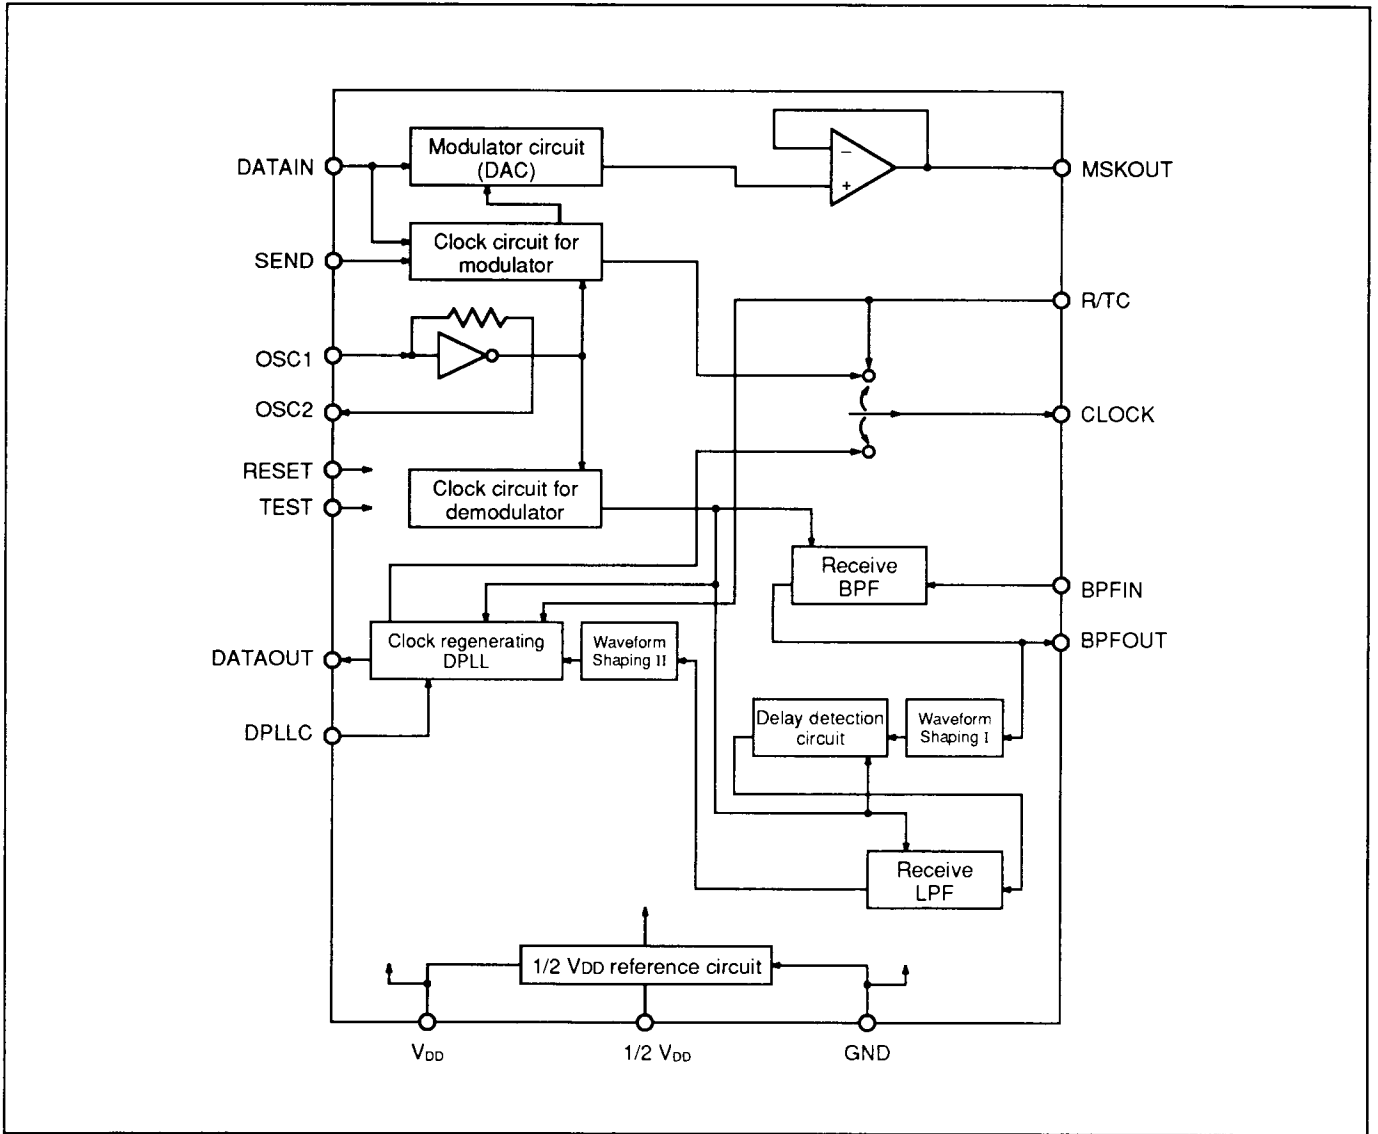 Modulator circuit
(DAC)
DATAIN
−
+
MSKOUT
Clock circuit for
modulator
SEND
R/TC
OSC1
OSC2
CLOCK
RESET
TEST
Clock circuit for
demodulator
Receive
BPF
BPFIN
BPFOUT
Clock regenerating
DPLL
Waveform
Shaping II
DATAOUT
DPLLC
Delay detection
circuit
Waveform
Shaping I
Receive
LPF
1/2 VDD reference circuit
VDD
1/2 VDD
GND